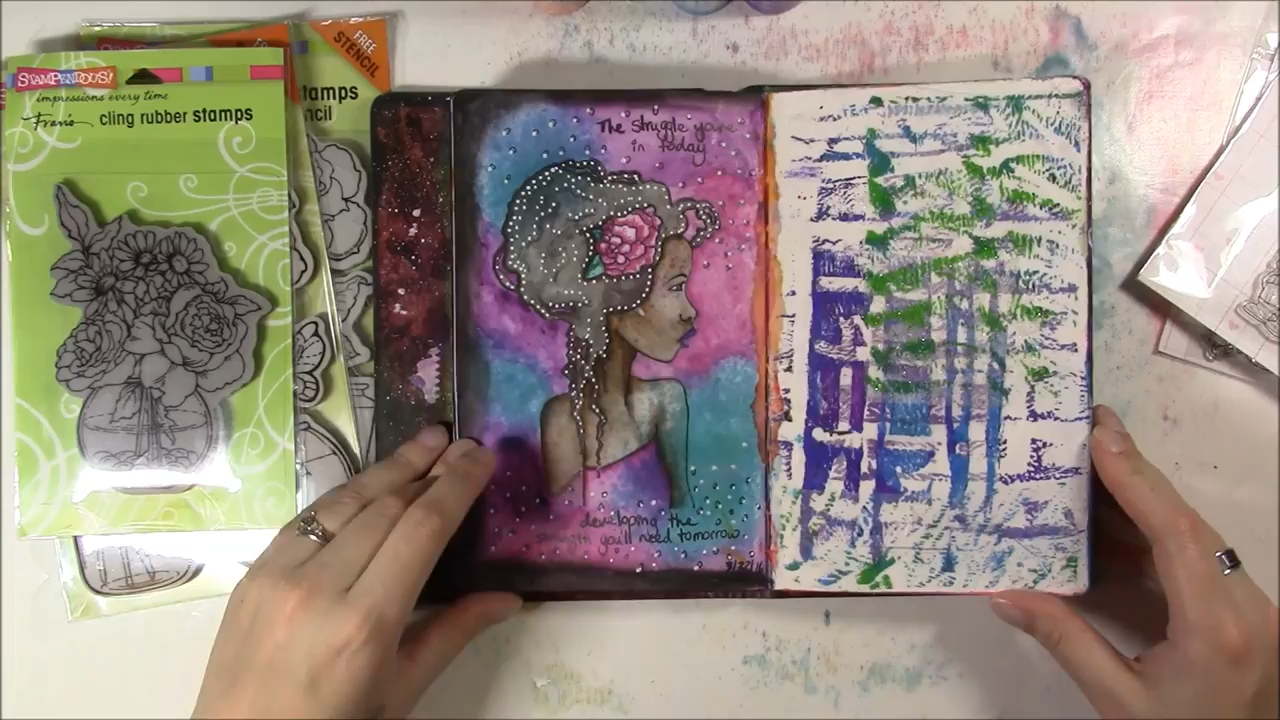 STAMPENDOUS!
impressions every time
Fran's cling rubber stamps
FREE
STENCIL
stamps
ncil
The struggle you're
in today
developing the
strength you'll need tomorrow